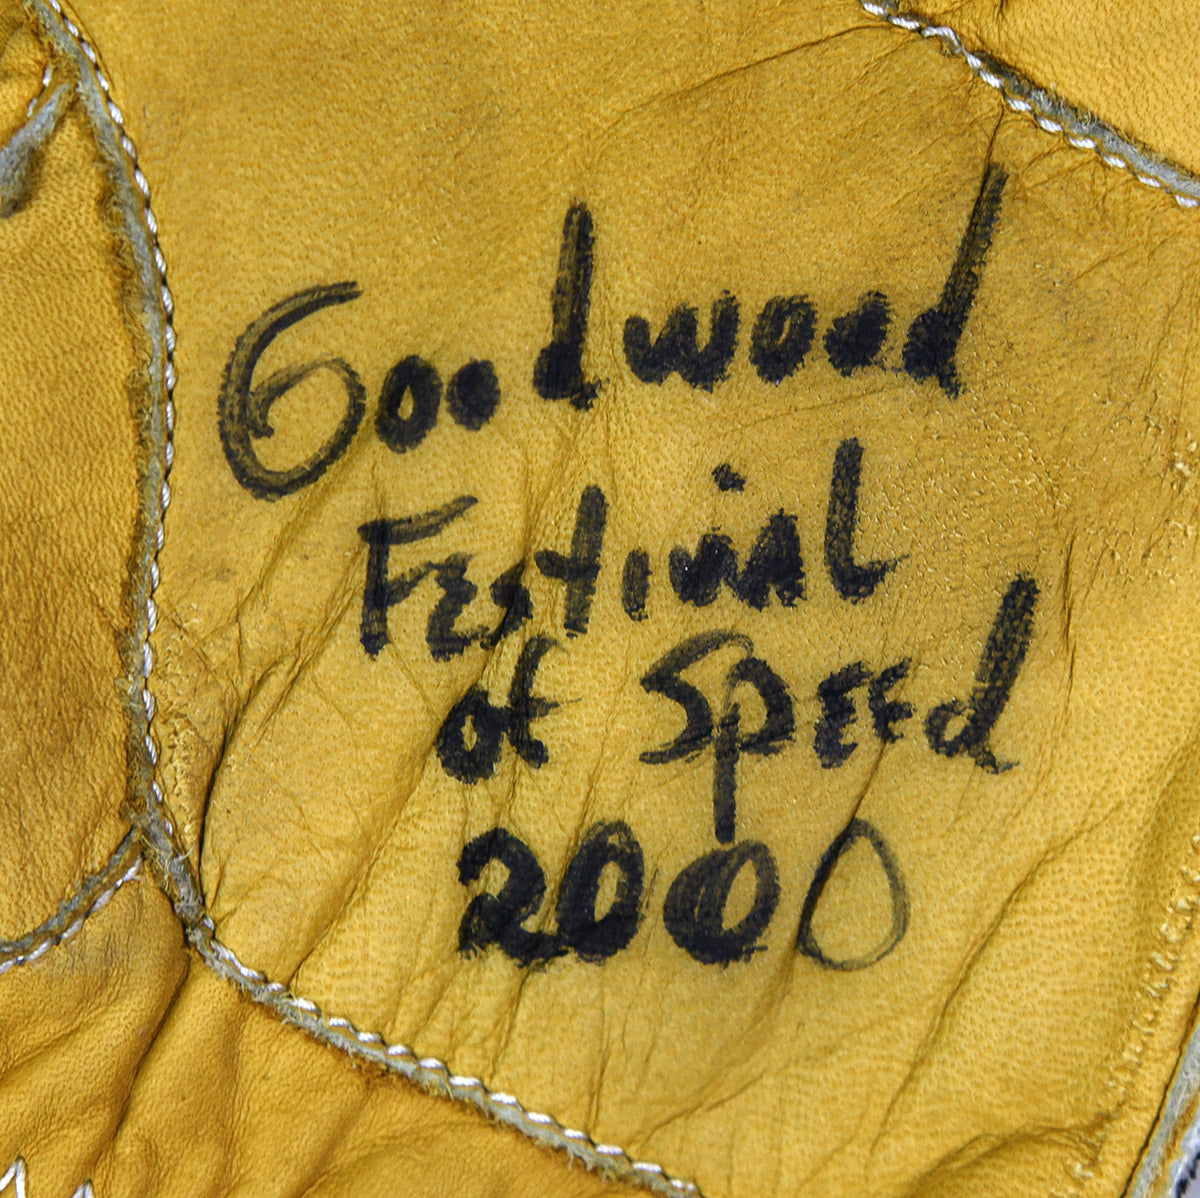 Goodwood
Festival
of Speed
2000